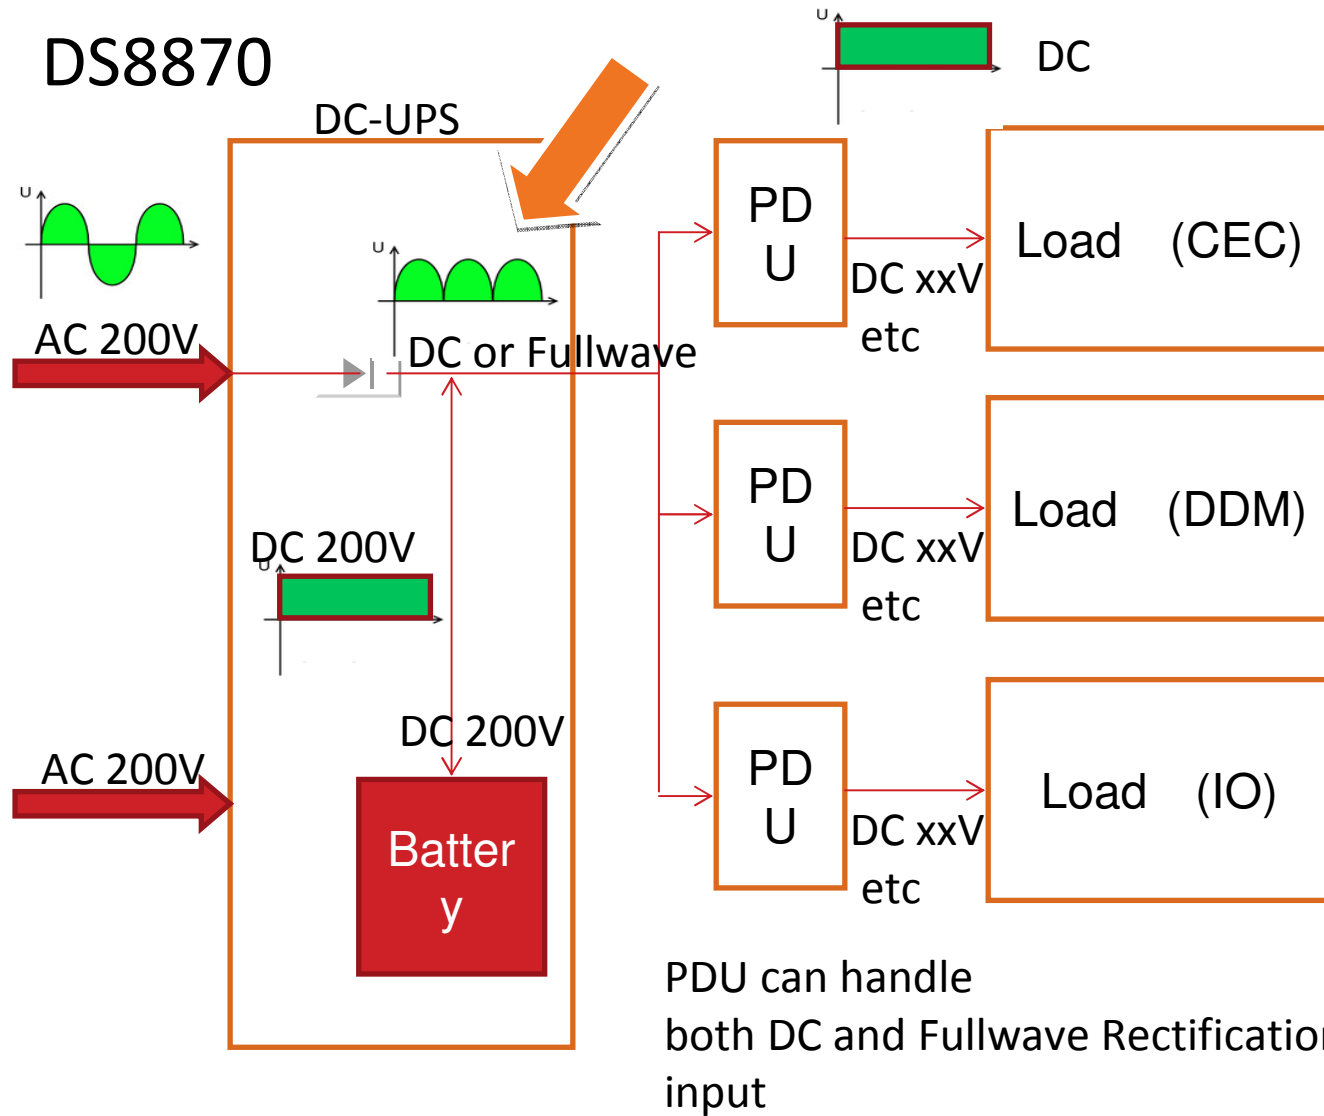 DS8870
U
DC
DC-UPS
U
AC 200V
U
DC or Fullwave
PD
U
DC xxV
etc
Load (CEC)
PD
U
DC xxV
etc
Load (DDM)
DC 200V
U
DC 200V
AC 200V
Batter
y
PD
U
DC xxV
etc
Load (IO)
PDU can handle
both DC and Fullwave Rectification
input